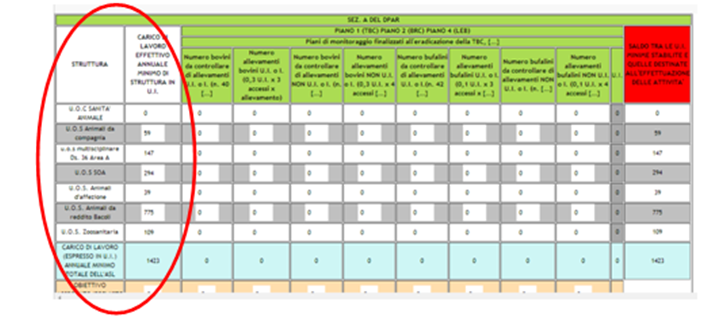 SEZ. A DEL DPAR
PIANO 1 (TBC) PIANO 2 (BRC) PIANO 4 (LEB)
Piani di monitoraggio finalizzati all'eradicazione della TBC, [...]
STRUTTURA
CARICO DI
LAVORO
EFFETTIVO
ANNUALE
MINIMO DI
STRUTTURA IN
U.I.
Numero bovini
da controllare
di allevamenti
U.I. o I. (n. 40
[...]
Numero
allevamenti
bovini U.I. o I.
(0,3 U.I. x 3
accessi x
allevamento)
Numero bovini
da controllare
di allevamenti
NON U.I. o I. (n.
[...]
Numero
allevamenti
bovini NON U.I.
o I. (0,3 U.I. x 4
accessi [...]
Numero bufalini
da controllare
di allevamenti
U.I. o I.(n. 42
[...]
Numero
allevamenti
bufalini U.I. o I.
(0,1 U.I. x 3
accessi x [...]
Numero bufalini
da controllare di
allevamenti NON
U.I. o I. (n. [...]
Numero
allevamenti
bufalini NON U.I.
o I. (0,1 U.I. x 4
accessi [...]
U.I.
SALDO TRA LE U.I.
MINIME STABILITE E
QUELLE DESTINATE
ALL'EFFETTUAZIONE
DELLE ATTIVITA'
U.O.C SANITA'
ANIMALE
0 0 0 0 0 0 0 0 0 0 0
U.O.S Animali da
compagnia
59 0 0 0 0 0 0 0 0 0 59
u.o.s multidisciplinare
Ds. 36 Area A
147 0 0 0 0 0 0 0 0 0 147
U.O.S SOA
294 0 0 0 0 0 0 0 0 0 294
U.O.S. Animali
d'affezione
39 0 0 0 0 0 0 0 0 0 39
U.O.S. Animali da
reddito Bacoli
775 0 0 0 0 0 0 0 0 0 775
U.O.S. Zoosanitaria
109 0 0 0 0 0 0 0 0 0 109
CARICO DI LAVORO
(ESPRESSO IN U.I.)
ANNUALE MINIMO
TOTALE DELL'ASL
1423 0 0 0 0 0 0 0 0 0 1423
OBIETTIVO